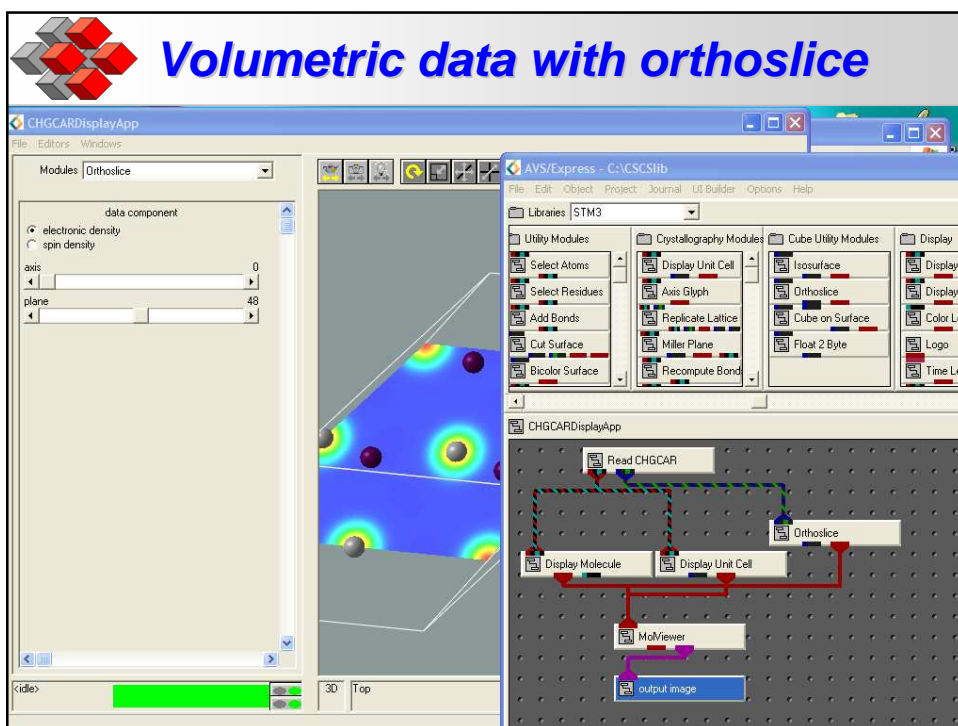 Volumetric data with orthoslice
CHGCARDisplayApp
File Editors Windows
Modules Orthoslice
data component
electronic density
spin density
axis 0
plane 48
<idle>
3D Top
AVS/Express - C:\CSCSlib
File Edit Object Project Journal UI Builder Options Help
Libraries STM3
Utility Modules
Select Atoms
Select Residues
Add Bonds
Cut Surface
Bicolor Surface
Crystallography Modules
Display Unit Cell
Axis Glyph
Replicate Lattice
Miller Plane
Recompute Bond
Cube Utility Modules
Isosurface
Orthoslice
Cube on Surface
Float 2 Byte
Display
Display
Display
Color Le
Logo
Time Le
CHGCARDisplayApp
Read CHGCAR
Orthoslice
Display Molecule
Display Unit Cell
MolViewer
output image